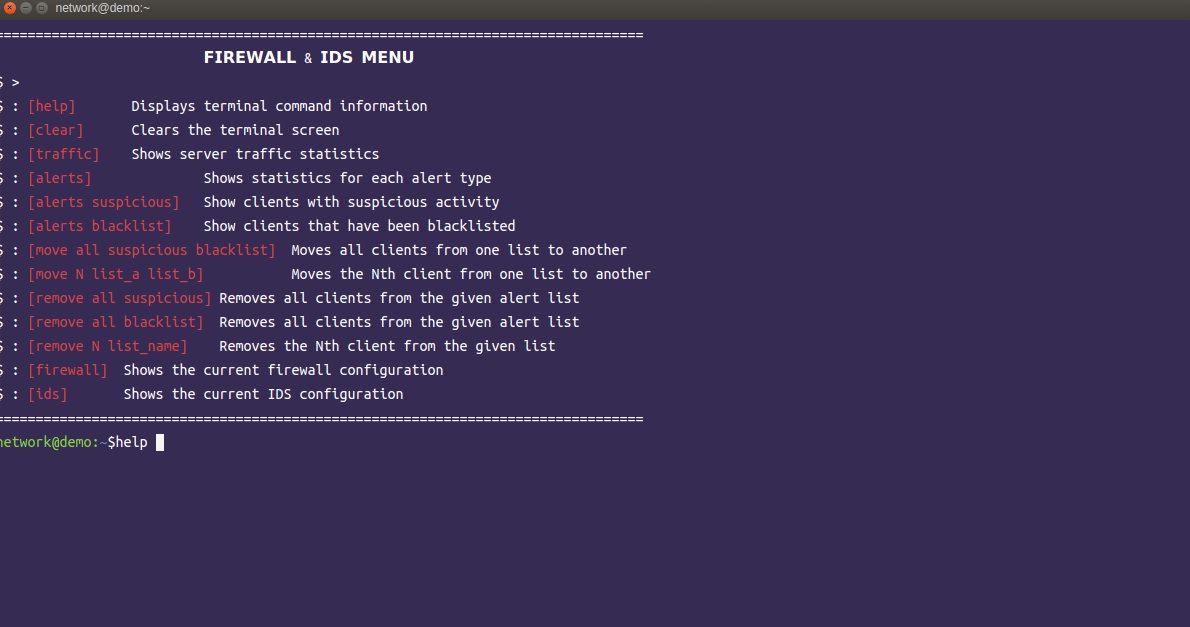 network@demo:~
=================================================================================
FIREWALL & IDS MENU
$ >
$ : [help] Displays terminal command information
$ : [clear] Clears the terminal screen
$ : [traffic] Shows server traffic statistics
$ : [alerts] Shows statistics for each alert type
$ : [alerts suspicious] Show clients with suspicious activity
$ : [alerts blacklist] Show clients that have been blacklisted
$ : [move all suspicious blacklist] Moves all clients from one list to another
$ : [move N list_a list_b] Moves the Nth client from one list to another
$ : [remove all suspicious] Removes all clients from the given alert list
$ : [remove all blacklist] Removes all clients from the given alert list
$ : [remove N list_name] Removes the Nth client from the given list
$ : [firewall] Shows the current firewall configuration
$ : [ids] Shows the current IDS configuration
=================================================================================
network@demo:~$help